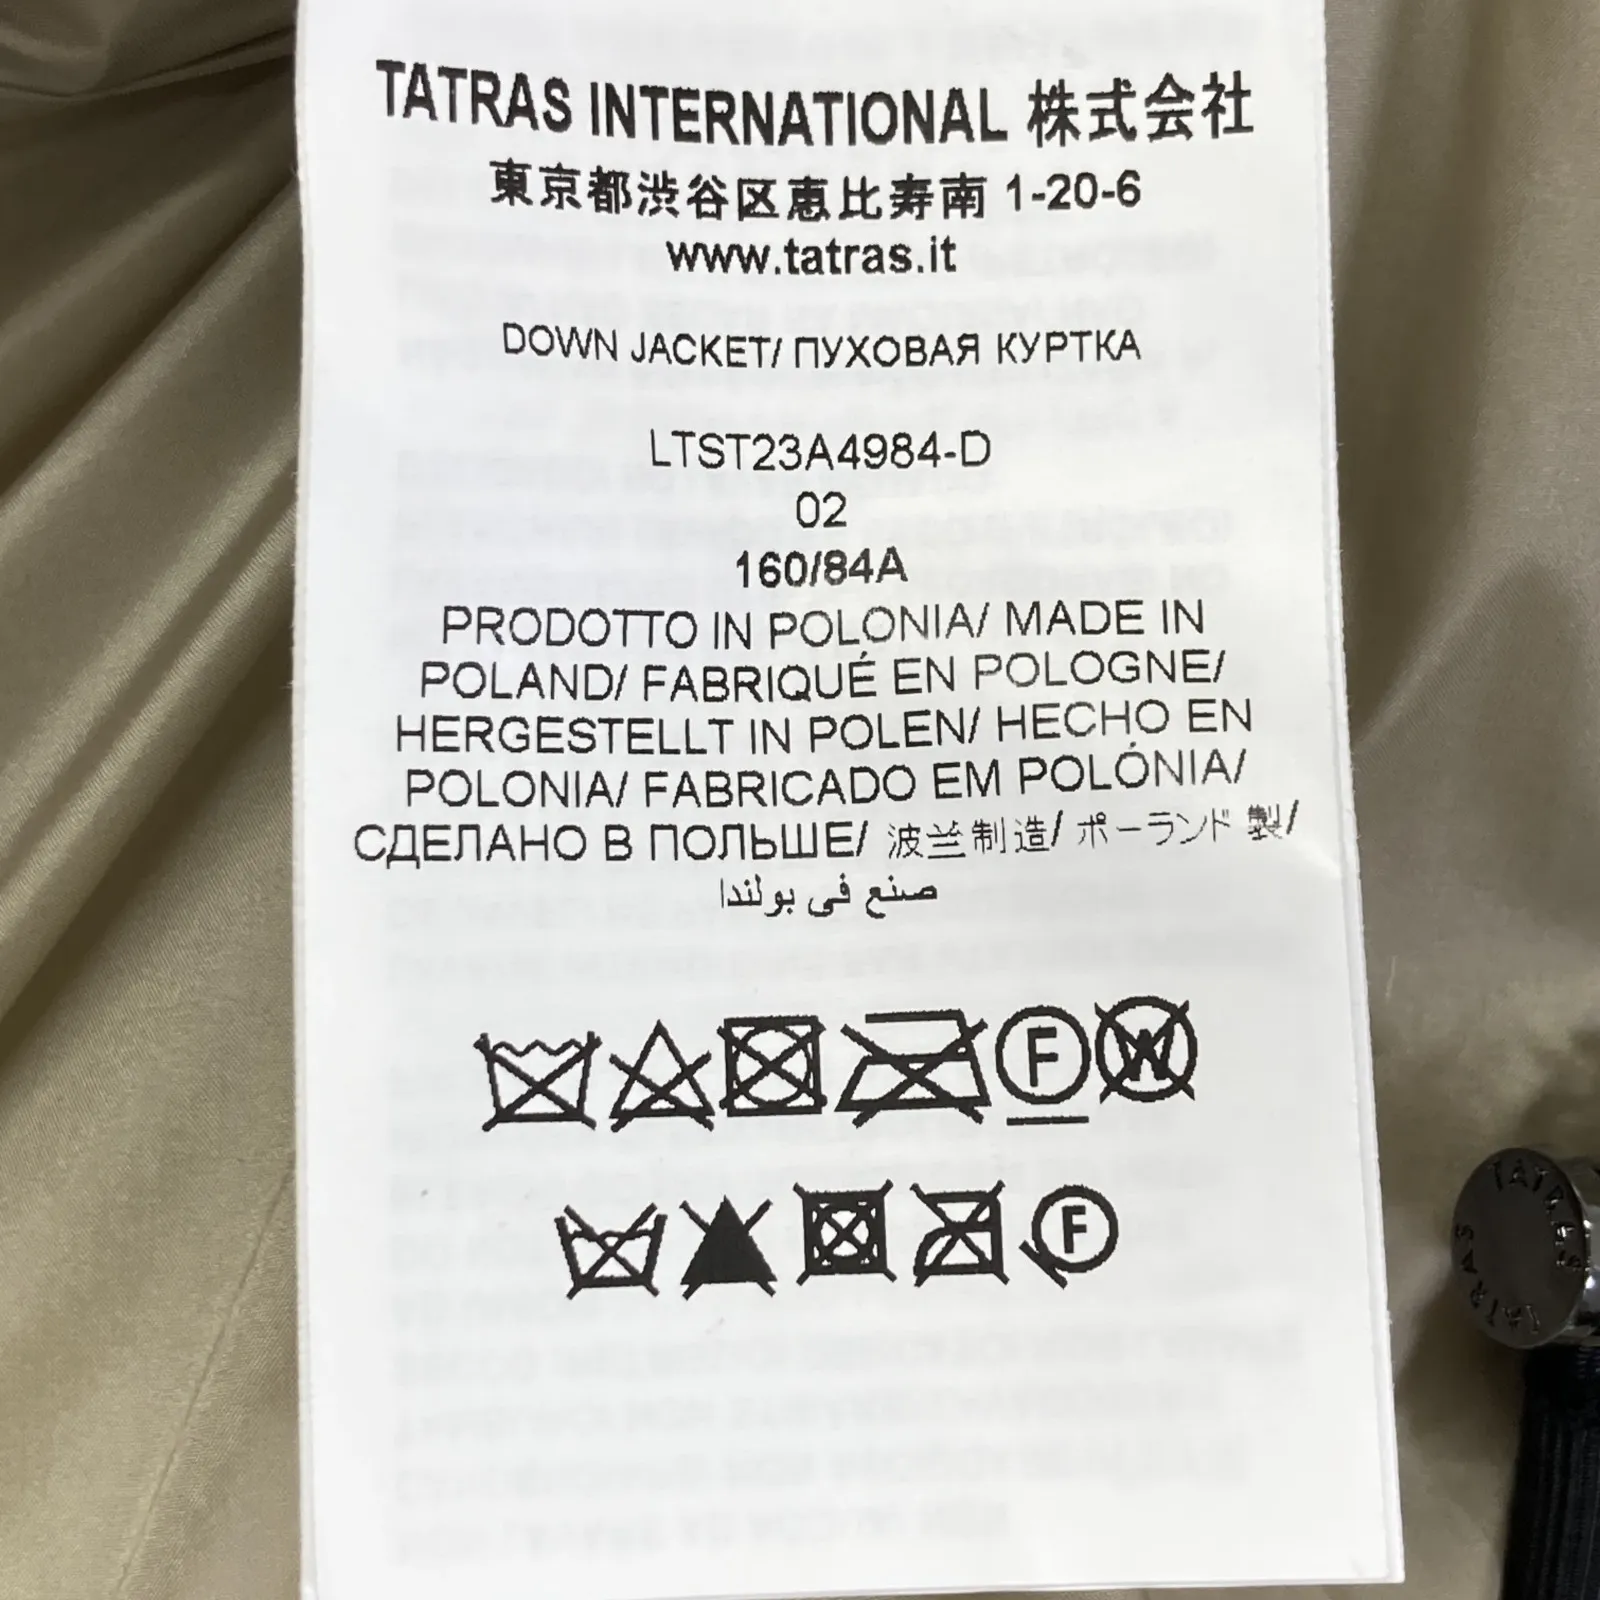 TATRAS INTERNATIONAL 株式会社
東京都渋谷区恵比寿南 1-20-6
www.tatras.it
DOWN JACKET/ ПУХОВАЯ КУРТКА
LTST23A4984-D
02
160/84A
PRODOTTO IN POLONIA/ MADE IN
POLAND/ FABRIQUÉ EN POLOGNE/
HERGESTELLT IN POLEN/ HECHO EN
POLONIA/ FABRICADO EM POLÓNIA/
СДЕЛАНО В ПОЛЬШЕ/ 波兰制造/ ポーランド 製/
صنع في بولندا
F W
F
TATRAS
TATRAS